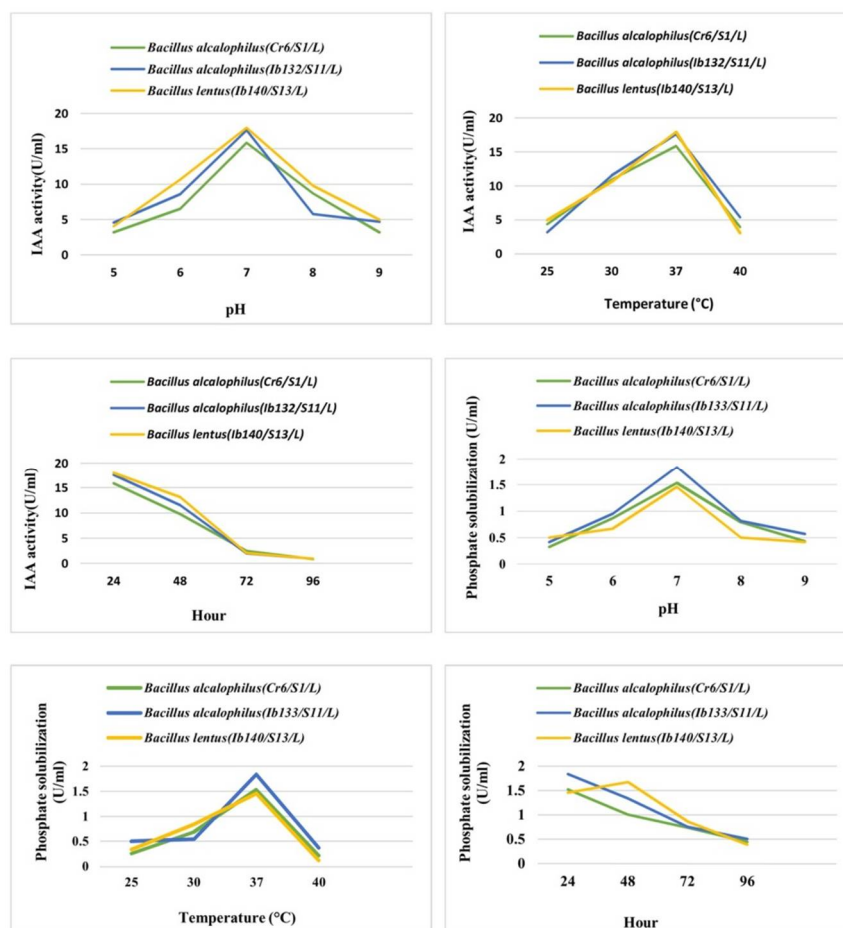 Bacillus alcalophilus(Cr6/S1/L)
Bacillus alcalophilus(Ib132/S11/L)
Bacillus lentus(Ib140/S13/L)
IAA activity(U/ml)
20
15
10
5
0
5 6 7 8 9
pH
Bacillus alcalophilus(Cr6/S1/L)
Bacillus alcalophilus(Ib132/S11/L)
Bacillus lentus(Ib140/S13/L)
IAA activity(U/ml)
20
15
10
5
0
25 30 37 40
Temperature (°C)
Bacillus alcalophilus(Cr6/S1/L)
Bacillus alcalophilus(Ib132/S11/L)
Bacillus lentus(Ib140/S13/L)
IAA activity(U/ml)
20
15
10
5
0
24 48 72 96
Hour
Bacillus alcalophilus(Cr6/S1/L)
Bacillus alcalophilus(Ib133/S11/L)
Bacillus lentus(Ib140/S13/L)
Phosphate solubilization (U/ml)
2
1.5
1
0.5
0
5 6 7 8 9
pH
Bacillus alcalophilus(Cr6/S1/L)
Bacillus alcalophilus(Ib133/S11/L)
Bacillus lentus(Ib140/S13/L)
Phosphate solubilization
(U/ml)
2
1.5
1
0.5
0
25 30 37 40
Temperature (°C)
Bacillus alcalophilus(Cr6/S1/L)
Bacillus alcalophilus(Ib133/S11/L)
Bacillus lentus(Ib140/S13/L)
Phosphate solubilization
(U/ml)
2
1.5
1
0.5
0
24 48 72 96
Hour